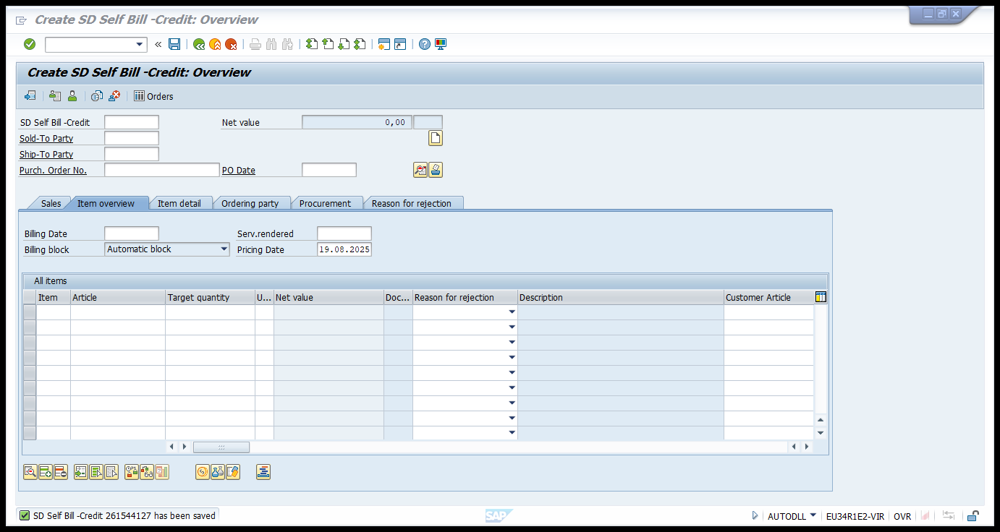 Create SD Self Bill -Credit: Overview
Create SD Self Bill -Credit: Overview
Orders
SD Self Bill -Credit Net value 0,00
Sold-To Party
Ship-To Party
Purch. Order No. PO Date
Sales Item overview Item detail Ordering party Procurement Reason for rejection
Billing Date Serv.rendered
Billing block Automatic block Pricing Date 19.08.2025
All items
Item Article Target quantity U... Net value Doc... Reason for rejection Description Customer Article
SD Self Bill -Credit 261544127 has been saved SAP AUTODLL EU34R1E2-VIR OVR